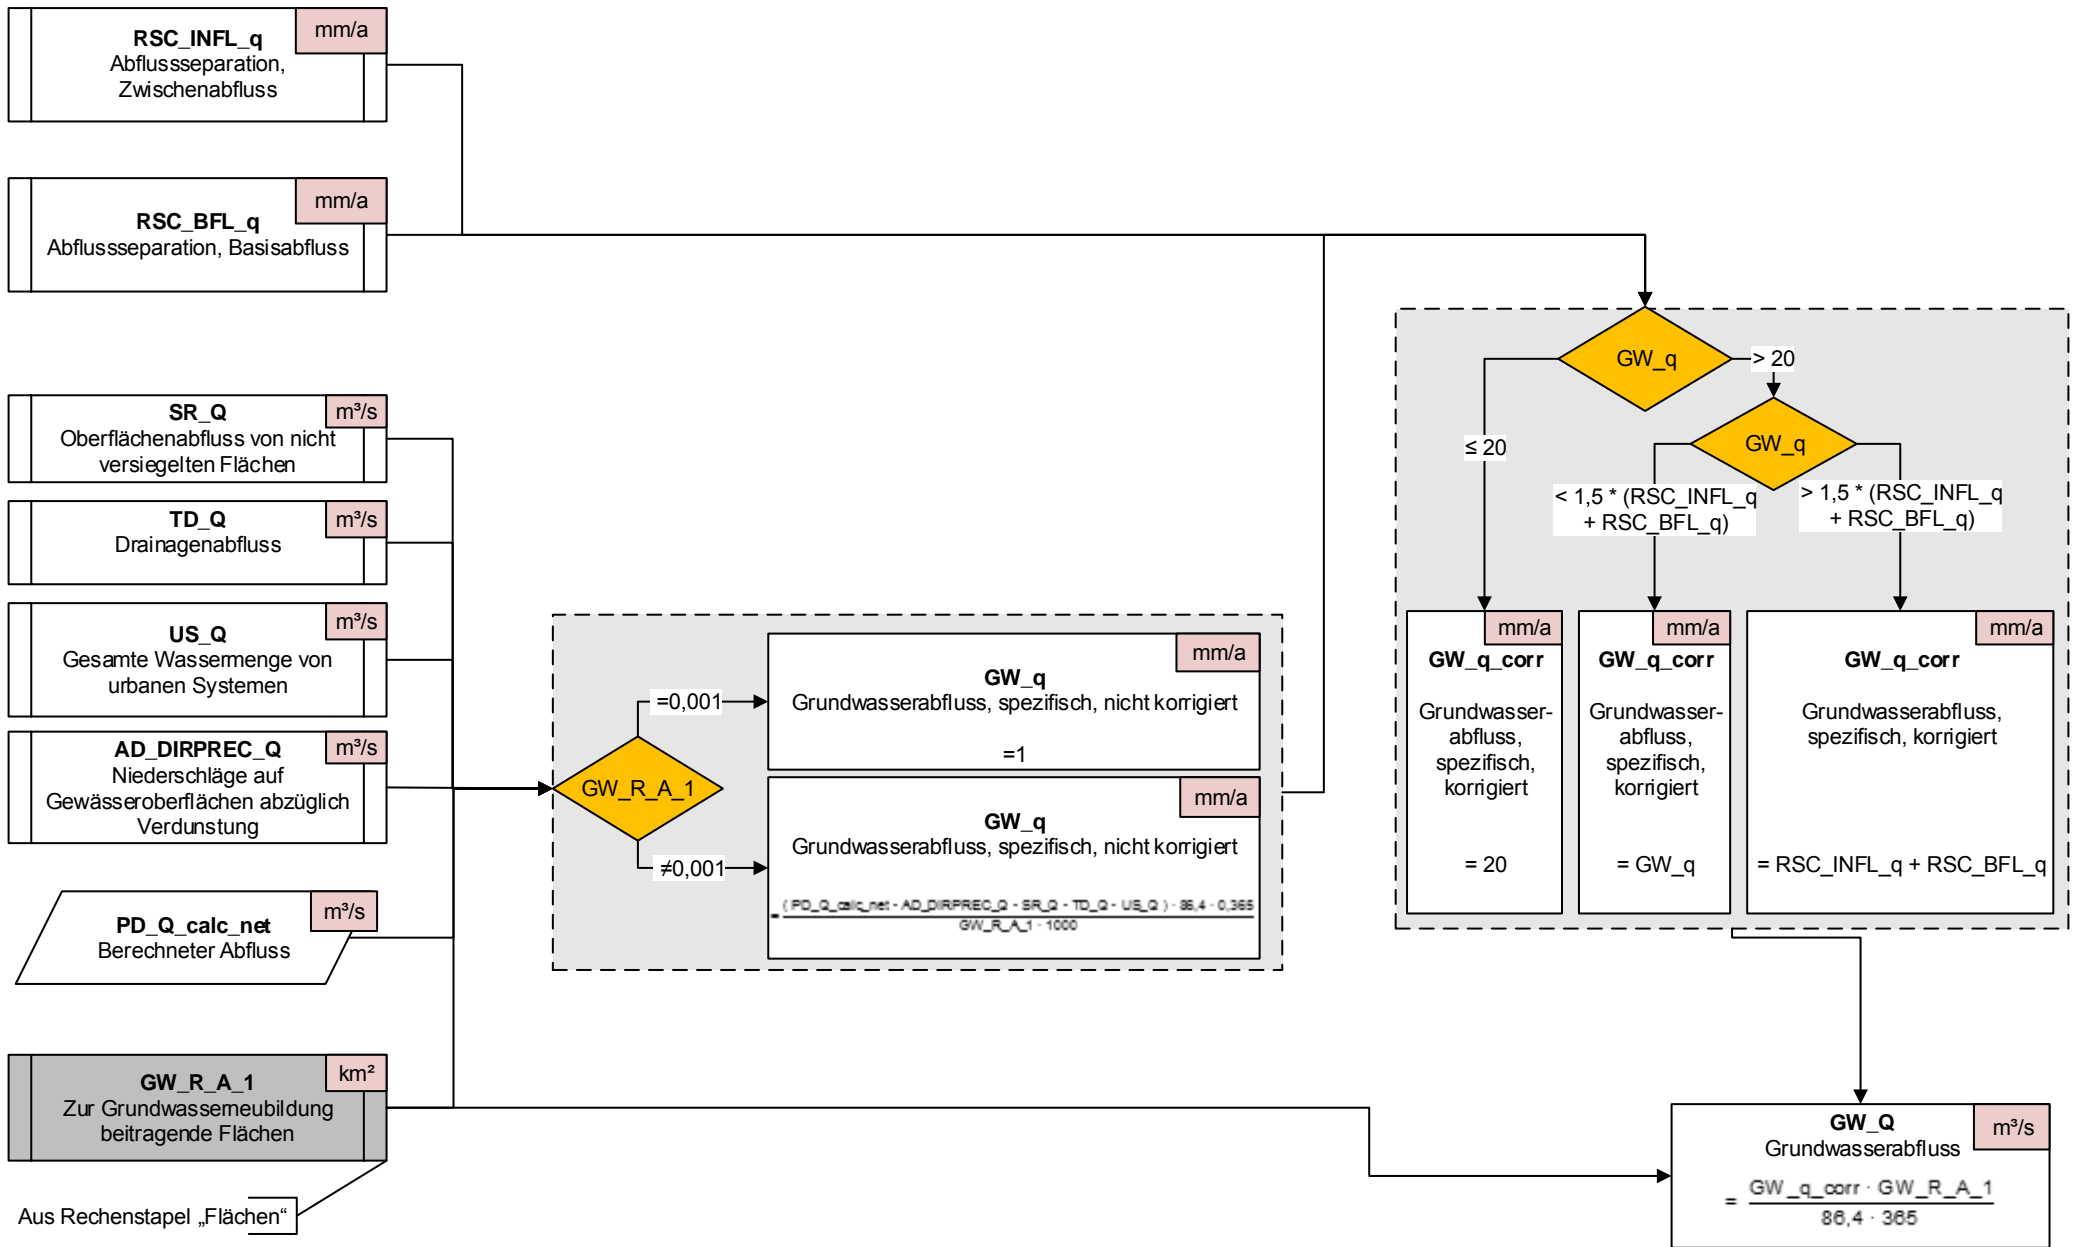 mm/a
RSC_INFL_q
Abflussseparation,
Zwischenabfluss
mm/a
RSC_BFL_q
Abflussseparation, Basisabfluss
m³/s
SR_Q
Oberflächenabfluss von nicht
versiegelten Flächen
m³/s
TD_Q
Drainagenabfluss
m³/s
US_Q
Gesamte Wassermenge von
urbanen Systemen
m³/s
AD_DIRPREC_Q
Niederschläge auf
Gewässeroberflächen abzüglich
Verdunstung
m³/s
PD_Q_calc_net
Berechneter Abfluss
km²
GW_R_A_1
Zur Grundwasserneubildung
beitragende Flächen
Aus Rechenstapel „Flächen“
GW_R_A_1
=0,001
≠0,001
mm/a
GW_q
Grundwasserabfluss, spezifisch, nicht korrigiert
=1
mm/a
GW_q
Grundwasserabfluss, spezifisch, nicht korrigiert
= ( PD_Q_calc_net - AD_DIRPREC_Q - SR_Q - TD_Q - US_Q ) · 86,4 · 0,365
GW_R_A_1 · 1000
GW_q
> 20
≤ 20
GW_q
< 1,5 * (RSC_INFL_q
+ RSC_BFL_q)
> 1,5 * (RSC_INFL_q
+ RSC_BFL_q)
mm/a
GW_q_corr
Grundwasser-
abfluss,
spezifisch,
korrigiert
= 20
mm/a
GW_q_corr
Grundwasser-
abfluss,
spezifisch,
korrigiert
= GW_q
mm/a
GW_q_corr
Grundwasserabfluss,
spezifisch, korrigiert
= RSC_INFL_q + RSC_BFL_q
m³/s
GW_Q
Grundwasserabfluss
= GW_q_corr · GW_R_A_1
86,4 · 365